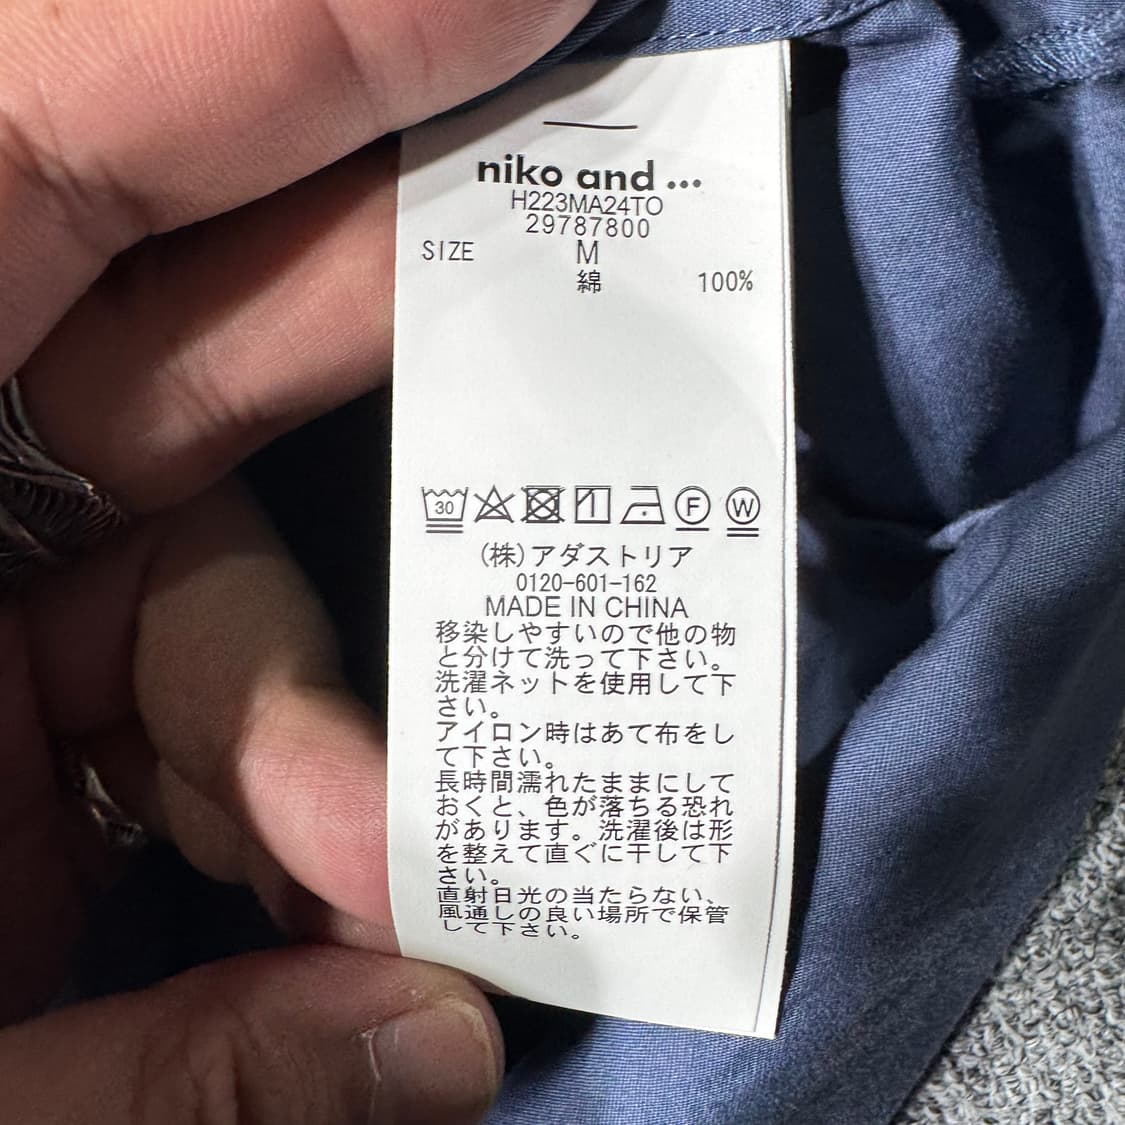 niko and ...
H223MA24TO
29787800
SIZE M
綿 100%
30 F W
(株)アダストリア
0120-601-162
MADE IN CHINA
移染しやすいので他の物
と分けて洗って下さい。
洗濯ネットを使用して下
さい。
アイロン時はあて布をし
て下さい。
長時間濡れたままにして
おくと、色が落ちる恐れ
があります。洗濯後は形
を整えて直ぐに干して下
さい。
直射日光の当たらない、
風通しの良い場所で保管
して下さい。